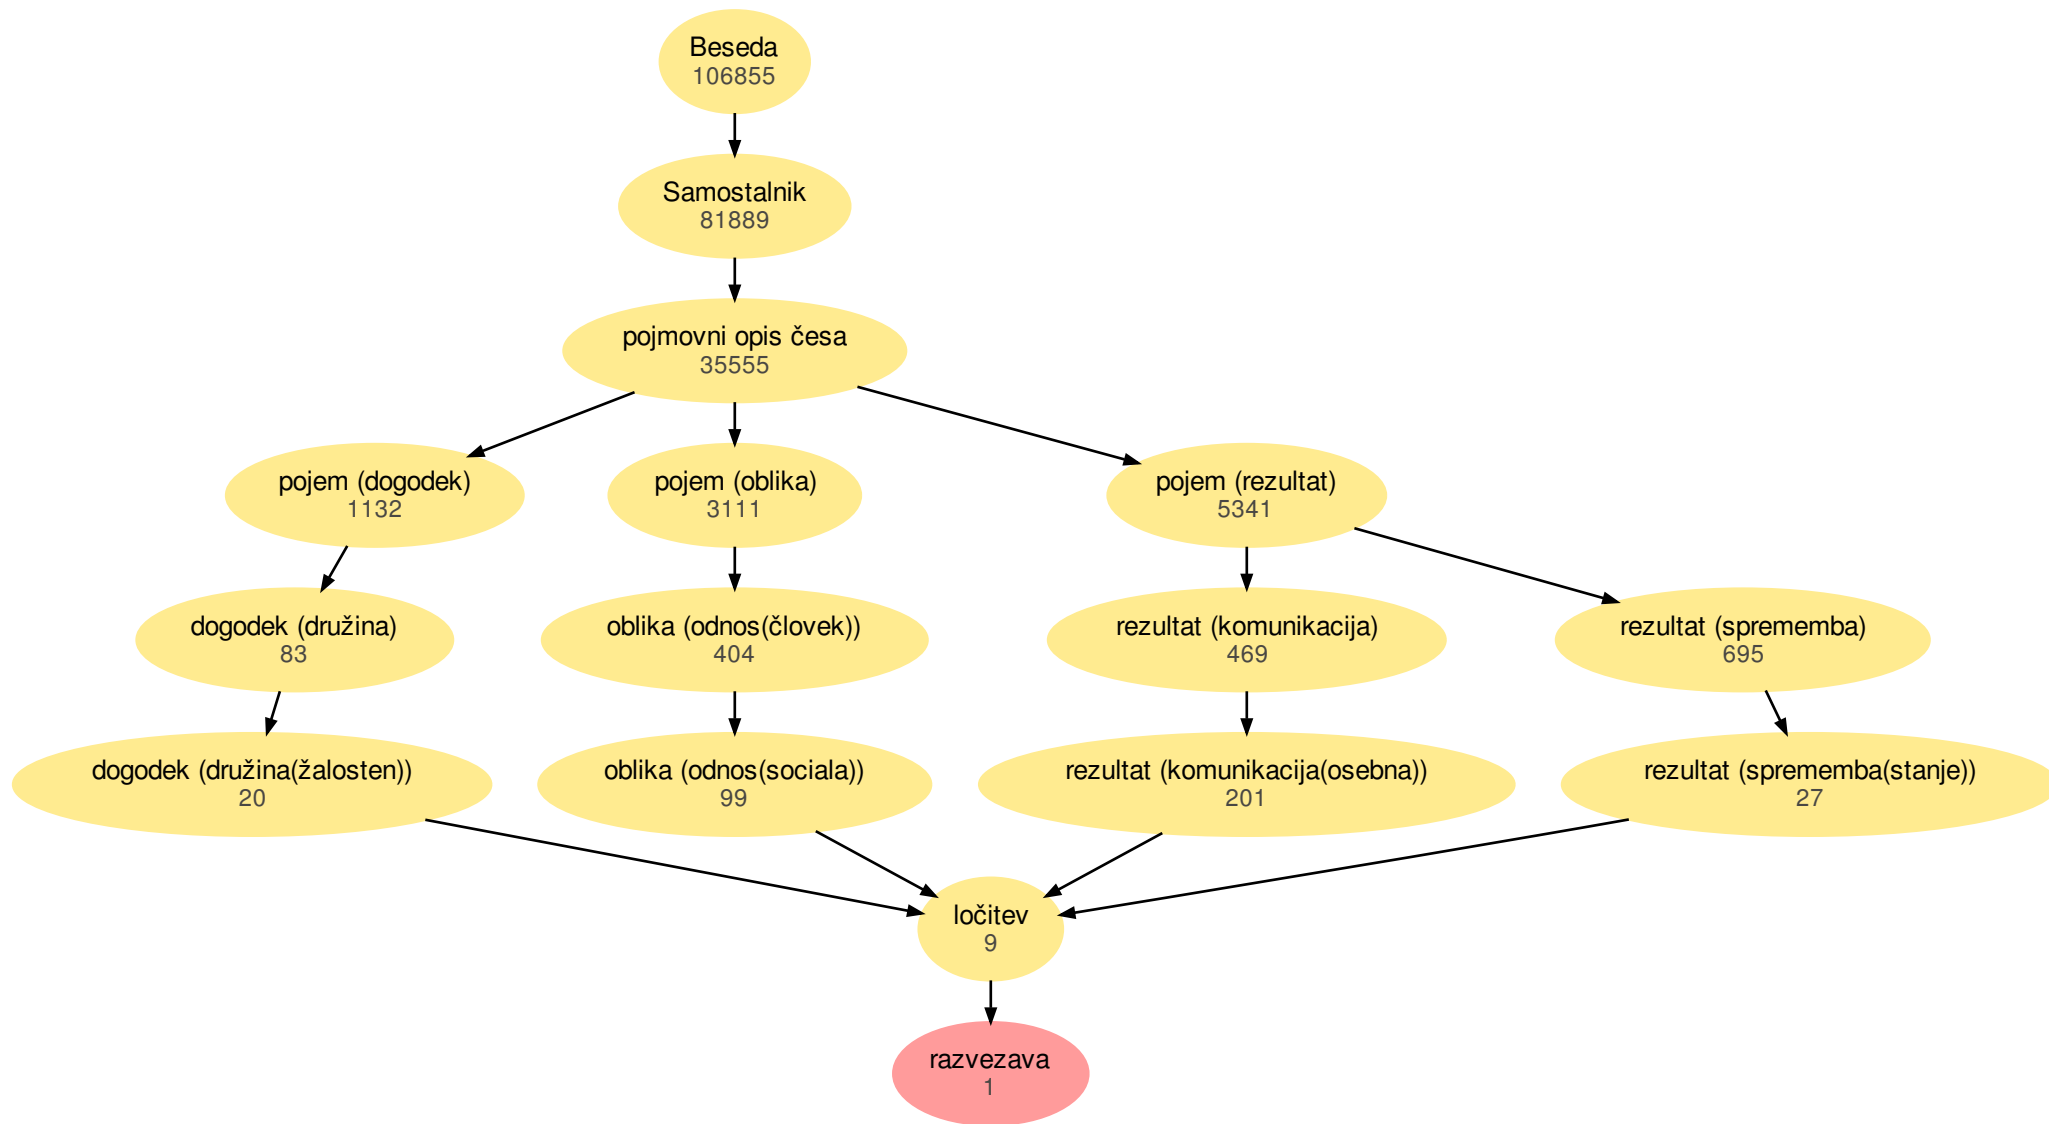 Beseda
106855
Samostalnik
81889
pojmovni opis česa
35555
pojem (dogodek)
1132
pojem (oblika)
3111
pojem (rezultat)
5341
dogodek (družina)
83
oblika (odnos(človek))
404
rezultat (komunikacija)
469
rezultat (sprememba)
695
dogodek (družina(žalosten))
20
oblika (odnos(sociala))
99
rezultat (komunikacija(osebna))
201
rezultat (sprememba(stanje))
27
ločitev
9
razvezava
1